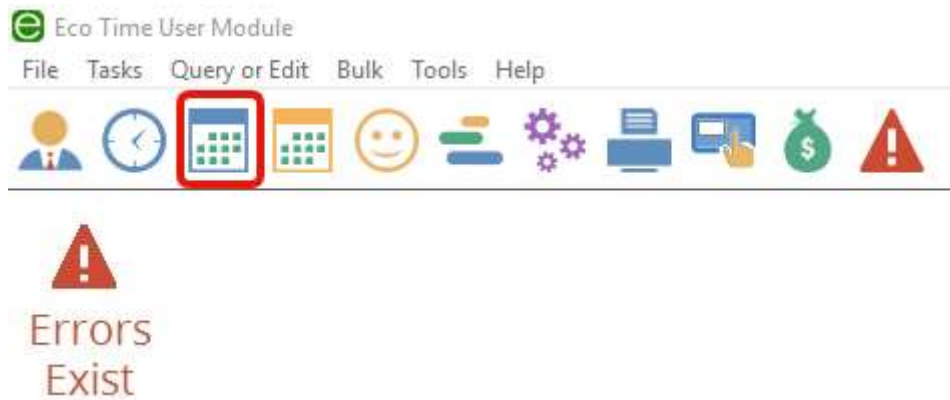 Eco Time User Module
File Tasks Query or Edit Bulk Tools Help
$
Errors
Exist